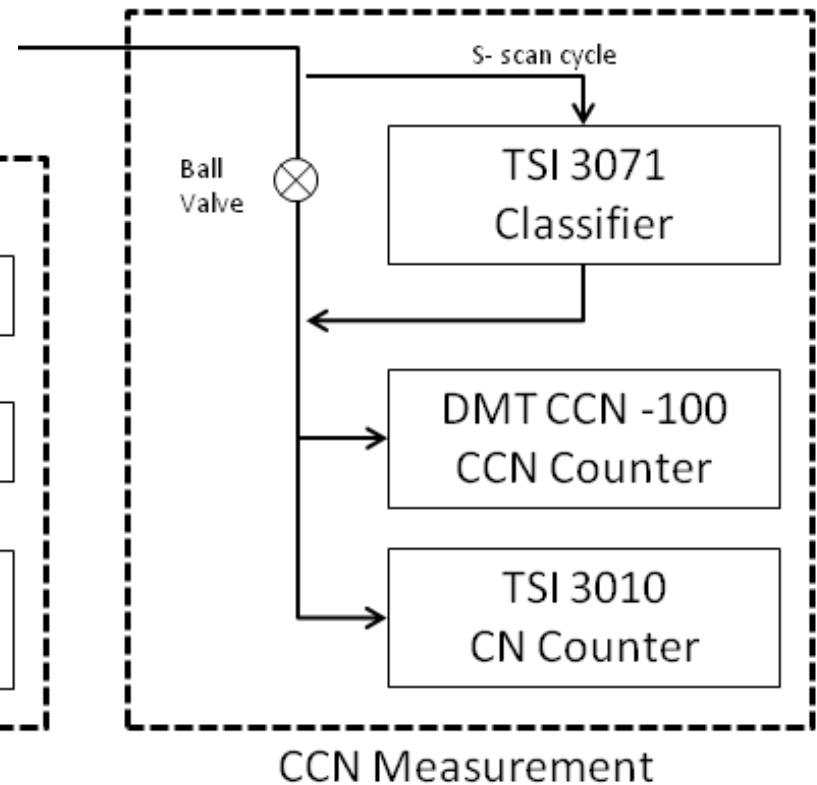 S- scan cycle
TSI 3071
Classifier
Ball
Valve
DMT CCN -100
CCN Counter
TSI 3010
CN Counter
CCN Measurement